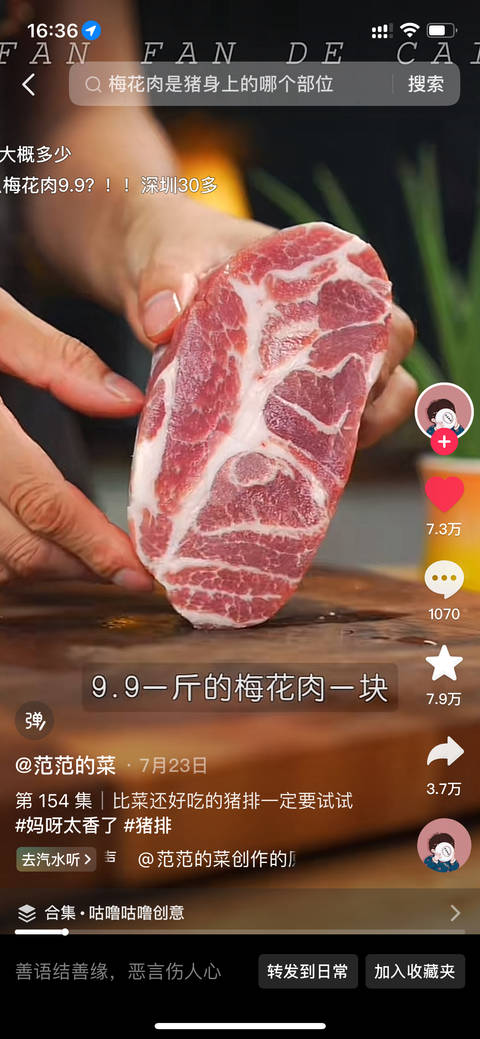 16:36
FAN FAN DE CAI
梅花肉是猪身上的哪个部位 搜索
大概多少
梅花肉9.9？！！深圳30多
7.3万
1070
9.9一斤的梅花肉一块
7.9万
弹
@范范的菜 · 7月23日
第 154 集｜比菜还好吃的猪排一定要试试
#妈呀太香了 #猪排
3.7万
去汽水听 @范范的菜创作的
合集·咕噜咕噜创意
善语结善缘，恶言伤人心 转发到日常 加入收藏夹